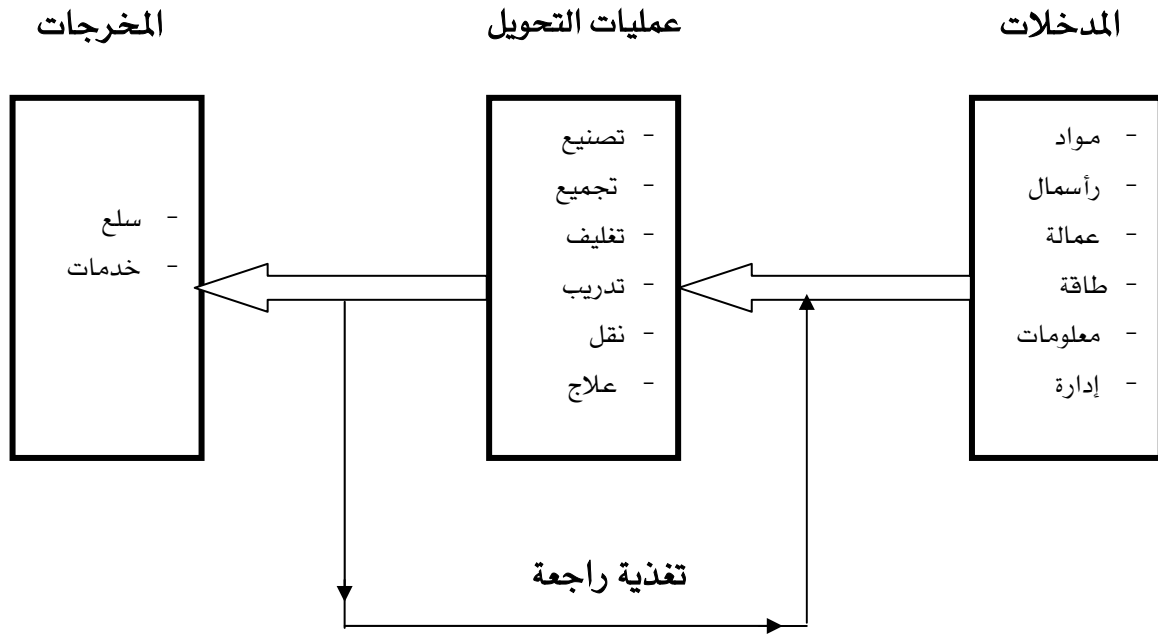 المدخلات
- مواد
- رأسمال
- عمالة
- طاقة
- معلومات
- إدارة
عمليات التحويل
- تصنيع
- تجميع
- تغليف
- تدريب
- نقل
- علاج
المخرجات
- سلع
- خدمات
تغذية راجعة